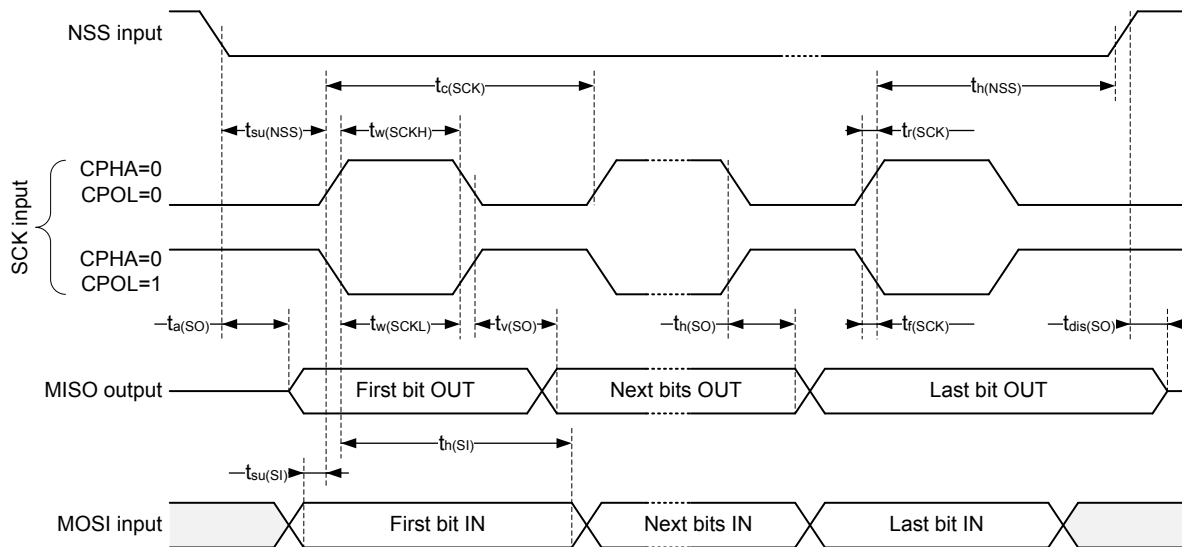 NSS input
tc(SCK)
th(NSS)
tsu(NSS)
tw(SCKH)
tr(SCK)
SCK input
CPHA=0
CPOL=0
CPHA=0
CPOL=1
ta(SO)
tw(SCKL)
tv(SO)
th(SO)
tf(SCK)
tdis(SO)
MISO output
First bit OUT
Next bits OUT
Last bit OUT
th(SI)
tsu(SI)
MOSI input
First bit IN
Next bits IN
Last bit IN